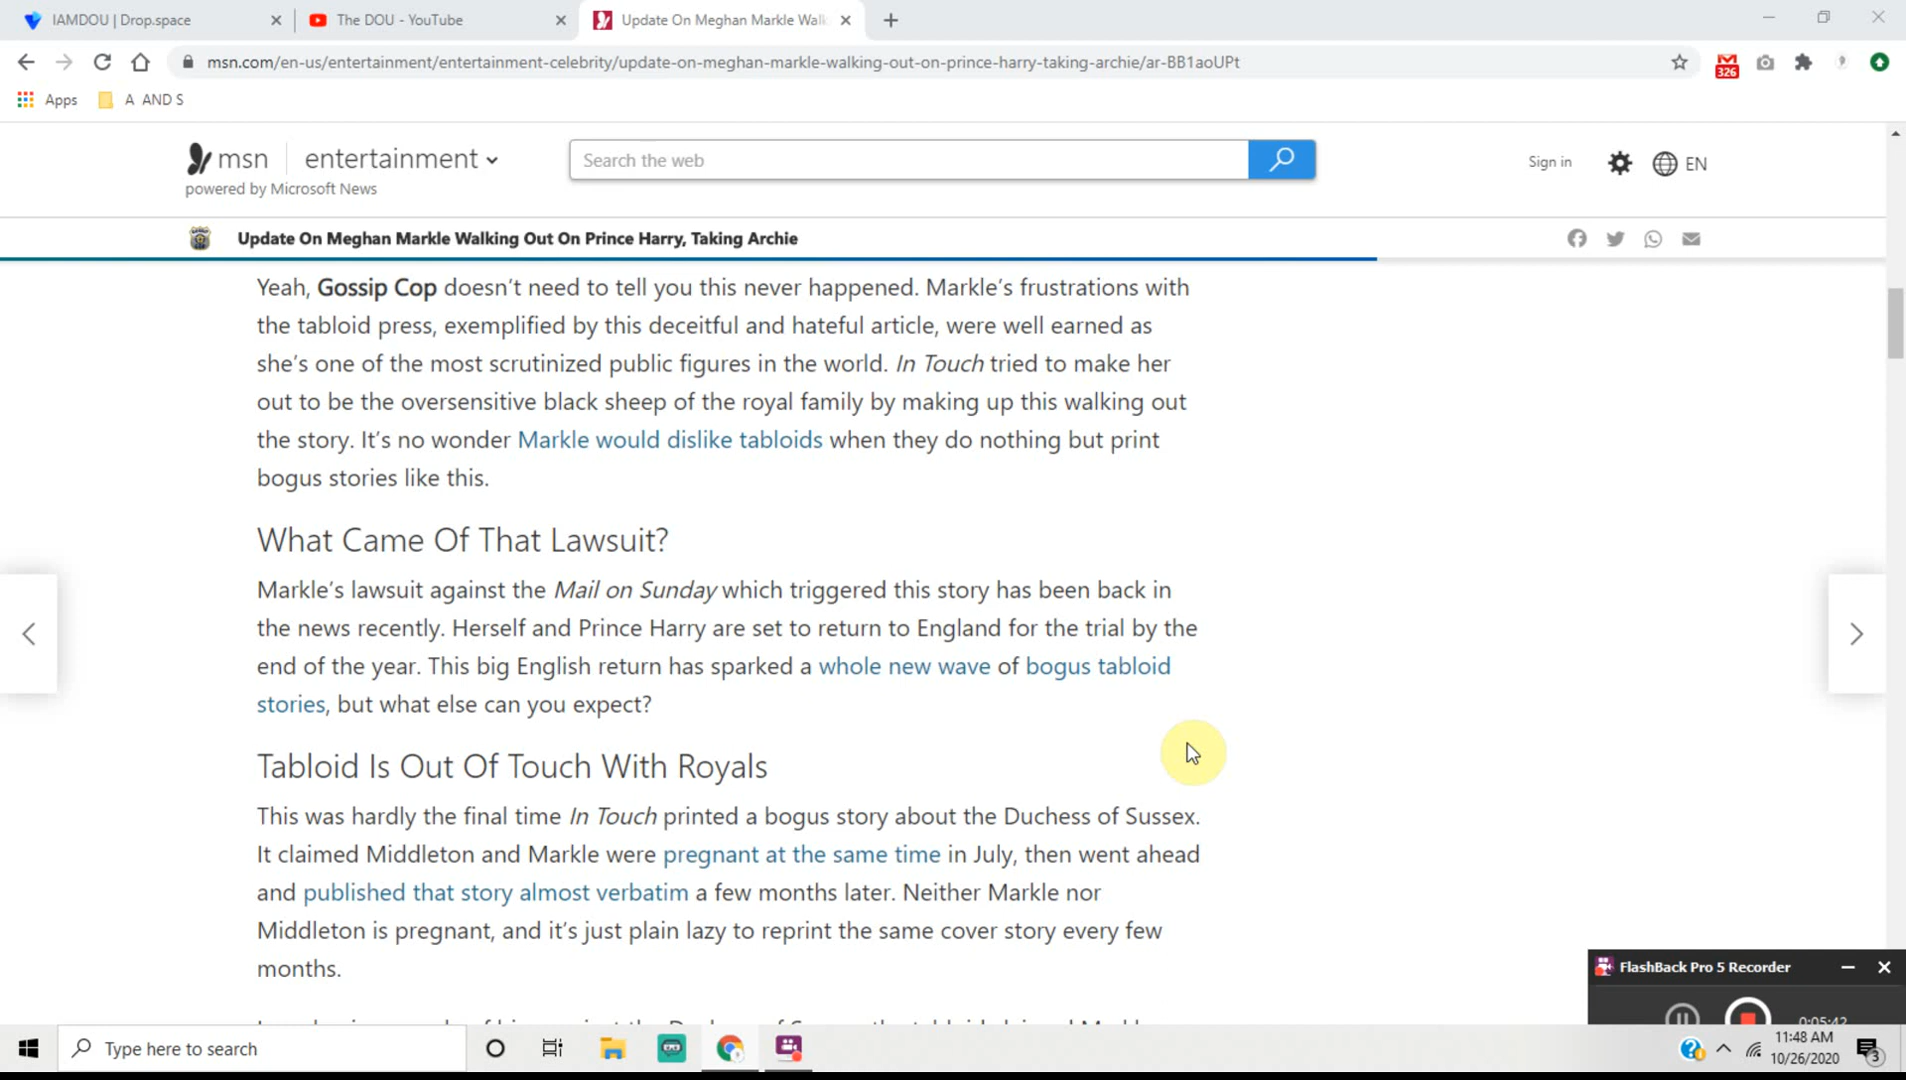 IAMDOU | Drop.space
The DOU - YouTube
Update On Meghan Markle Walk
msn.com/en-us/entertainment/entertainment-celebrity/update-on-meghan-markle-walking-out-on-prince-harry-taking-archie/ar-BB1aoUPt
326
Apps
A AND S
msn
entertainment
Search the web
Sign in
EN
powered by Microsoft News
Update On Meghan Markle Walking Out On Prince Harry, Taking Archie
Yeah, Gossip Cop doesn't need to tell you this never happened. Markle's frustrations with
the tabloid press, exemplified by this deceitful and hateful article, were well earned as
she's one of the most scrutinized public figures in the world. In Touch tried to make her
out to be the oversensitive black sheep of the royal family by making up this walking out
the story. It's no wonder Markle would dislike tabloids when they do nothing but print
bogus stories like this.
What Came Of That Lawsuit?
Markle's lawsuit against the Mail on Sunday which triggered this story has been back in
the news recently. Herself and Prince Harry are set to return to England for the trial by the
end of the year. This big English return has sparked a whole new wave of bogus tabloid
stories, but what else can you expect?
Tabloid Is Out Of Touch With Royals
This was hardly the final time In Touch printed a bogus story about the Duchess of Sussex.
It claimed Middleton and Markle were pregnant at the same time in July, then went ahead
and published that story almost verbatim a few months later. Neither Markle nor
Middleton is pregnant, and it's just plain lazy to reprint the same cover story every few
months.
FlashBack Pro 5 Recorder
0:05:42
Type here to search
11:48 AM
10/26/2020
3